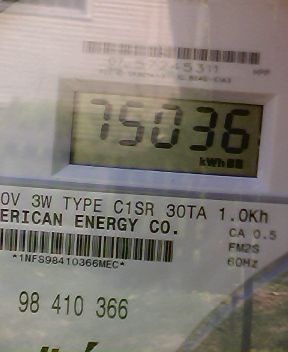 75036
kWh
0V 3W TYPE C1SR 30TA 1.0Kh
ERICAN ENERGY CO.
CA 0.5
FM2S
60Hz
*1NFS98410366MEC*
98 410 366